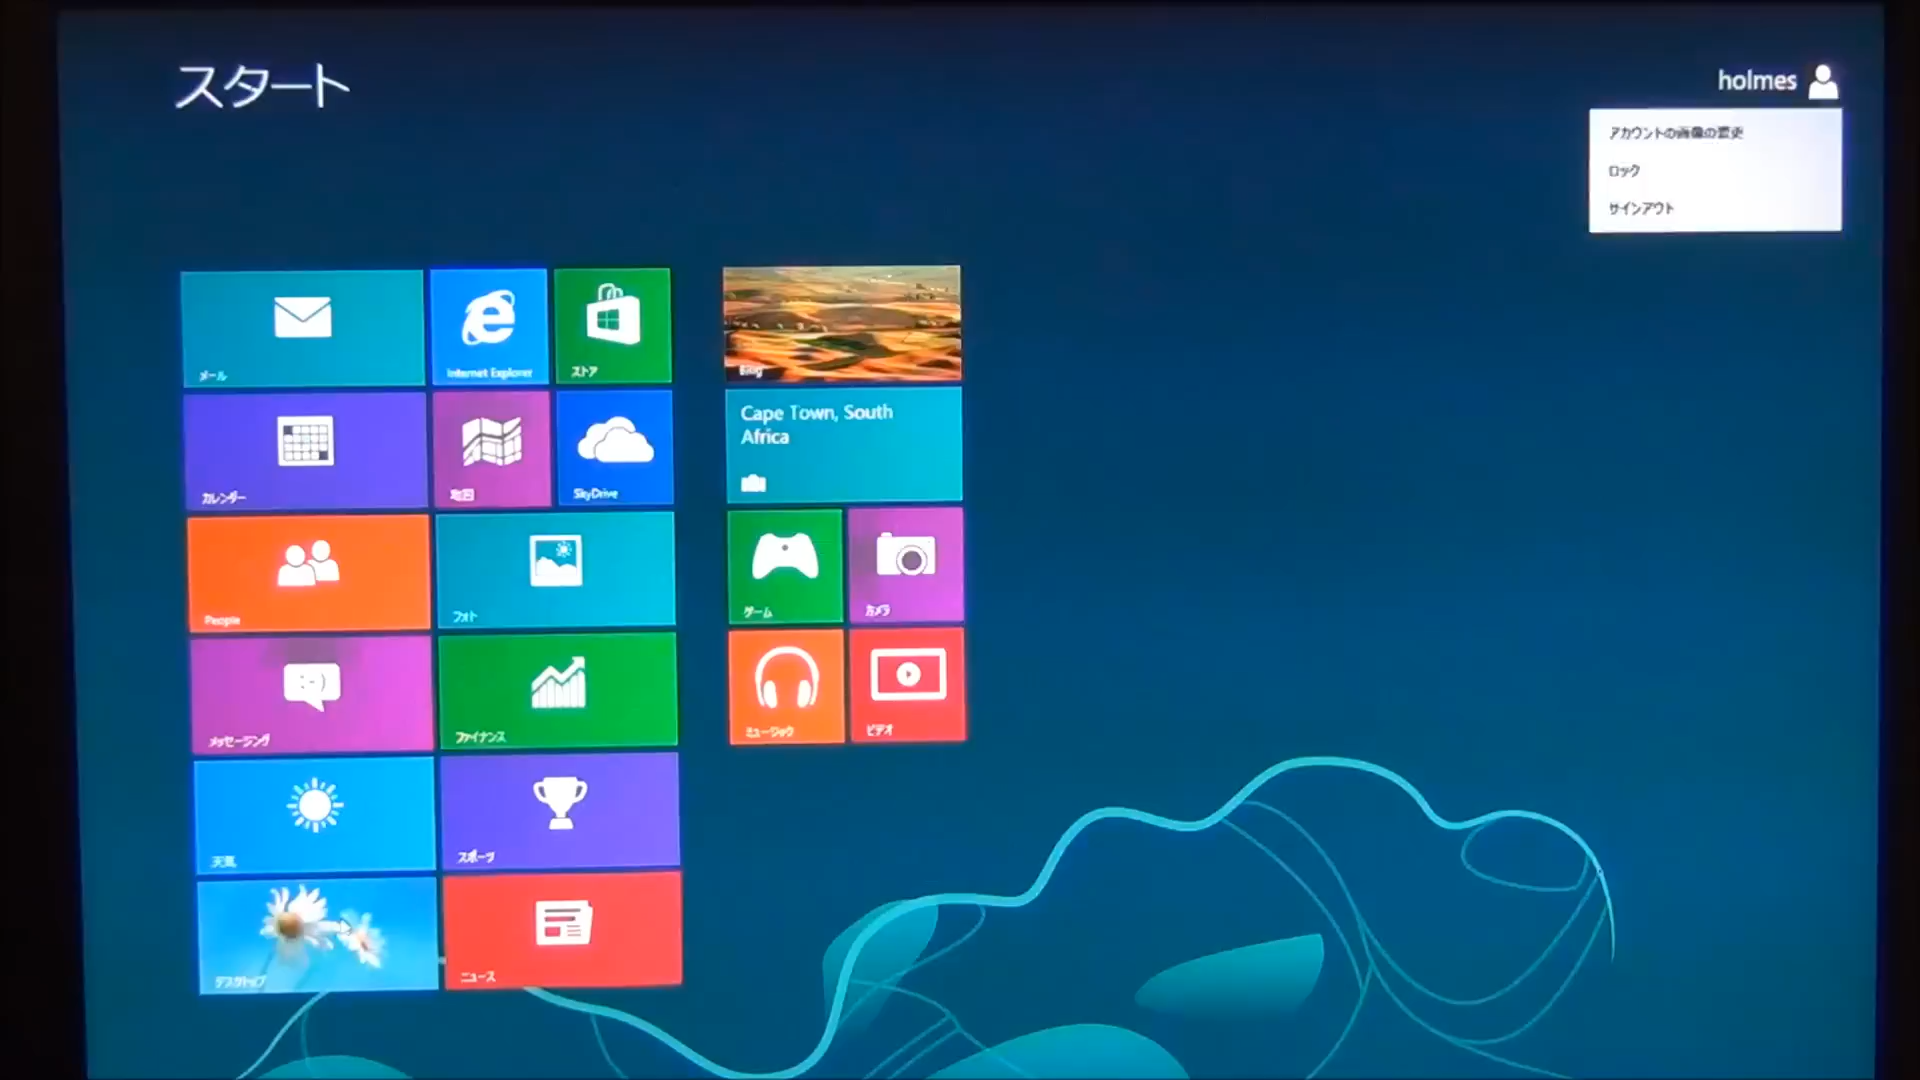 スタート
holmes
アカウントの画像の変更
ロック
サインアウト
メール
Internet Explorer
ストア
Bing
カレンダー
地図
SkyDrive
Cape Town, South
Africa
People
フォト
ゲーム
カメラ
メッセージング
ファイナンス
ミュージック
ビデオ
天気
スポーツ
デスクトップ
ニュース